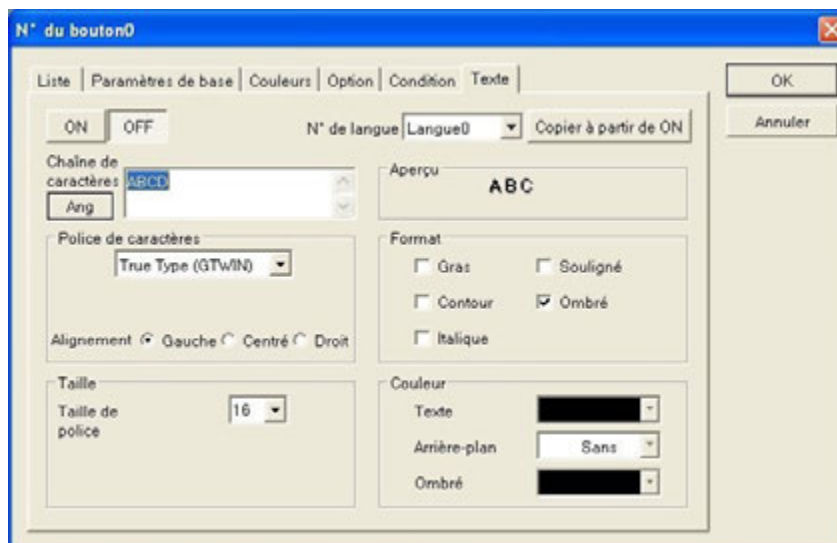 N° du bouton0
Liste Paramètres de base Couleurs Option Condition Texte
OK
Annuler
ON OFF N° de langue Langue0 Copier à partir de ON
Chaîne de
caractères ABCD
Ang
Aperçu
ABC
Police de caractères
True Type (GTWIN)
Alignement Gauche Centré Droit
Format
Gras Souligné
Contour Ombré
Italique
Taille
Taille de
police 16
Couleur
Texte
Arrière-plan Sans
Ombré